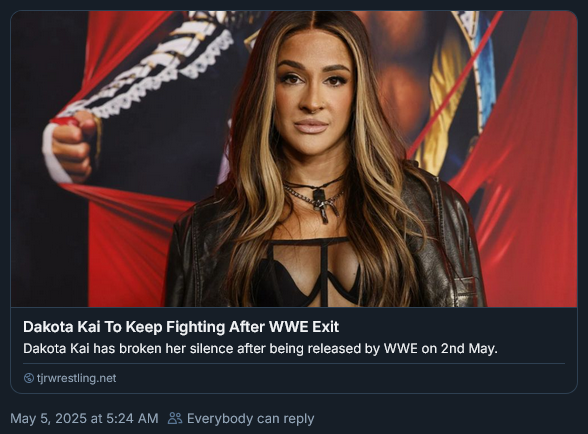 Dakota Kai To Keep Fighting After WWE Exit
Dakota Kai has broken her silence after being released by WWE on 2nd May.
tjrwrestling.net
May 5, 2025 at 5:24 AM Everybody can reply